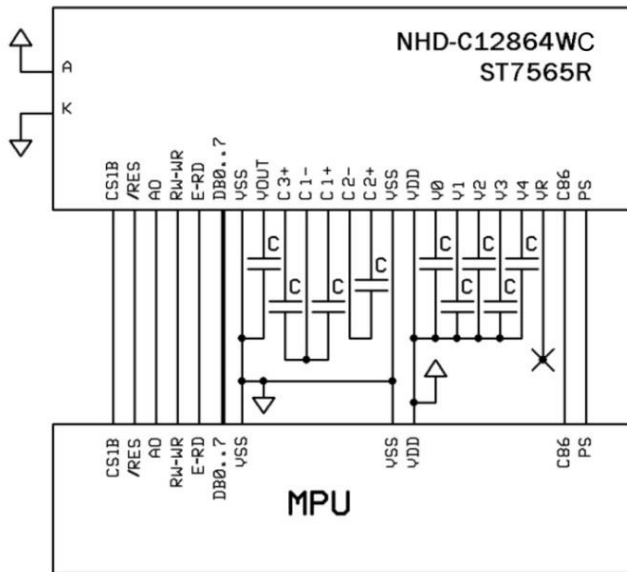 NHD-C12864WC
ST7565R
A
K
CS1B /RES A0 RW-WR E-RD DB0..7 VSS VOUT C3+ C1- C1+ C2- C2+ VSS VDD V0 V1 V2 V3 V4 VR C86 PS
C C C C C C
C C C
CS1B /RES A0 RW-WR E-RD DB0..7 VSS VSS VDD C86 PS
MPU